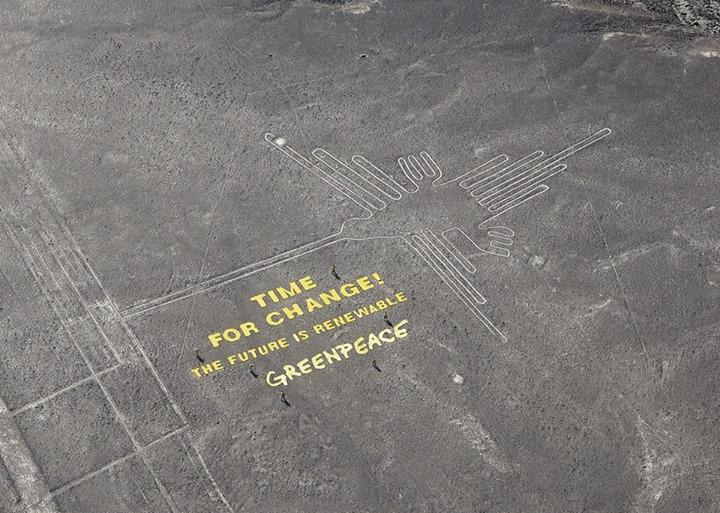 TIME
FOR CHANGE!
THE FUTURE IS RENEWABLE
GREENPEACE